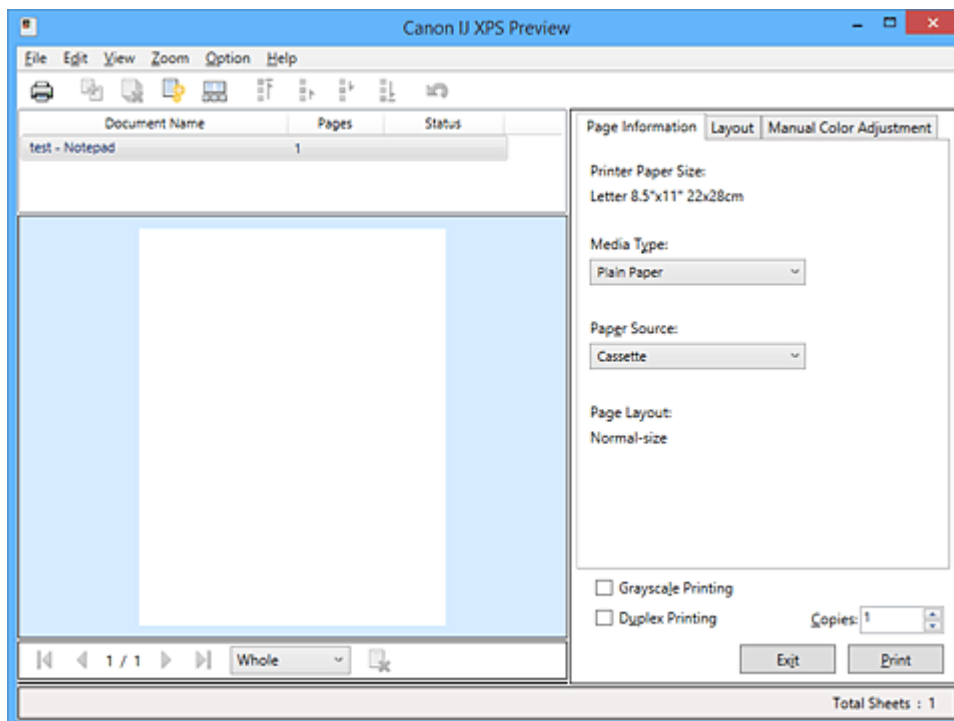 Canon IJ XPS Preview
File Edit View Zoom Option Help
Document Name Pages Status
test - Notepad 1
Page Information Layout Manual Color Adjustment
Printer Paper Size:
Letter 8.5"x11" 22x28cm
Media Type:
Plain Paper
Paper Source:
Cassette
Page Layout:
Normal-size
Grayscale Printing
Duplex Printing Copies: 1
1 / 1 Whole
Exit Print
Total Sheets : 1